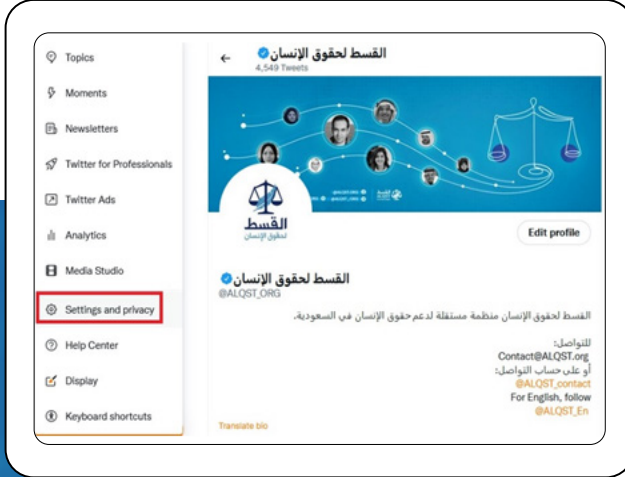 Topics
Moments
Newsletters
Twitter for Professionals
Twitter Ads
Analytics
Media Studio
Settings and privacy
Help Center
Display
Keyboard shortcuts
القسط لحقوق الإنسان
4,549 Tweets
القسط
لحقوق الإنسان
Edit profile
القسط لحقوق الإنسان
@ALQST_ORG
القسط لحقوق الإنسان منظمة مستقلة لدعم حقوق الإنسان في السعودية.
للتواصل:
Contact@ALQST.org
أو على حساب التواصل:
@ALQST_contact
For English, follow
@ALQST_En
Translate bio